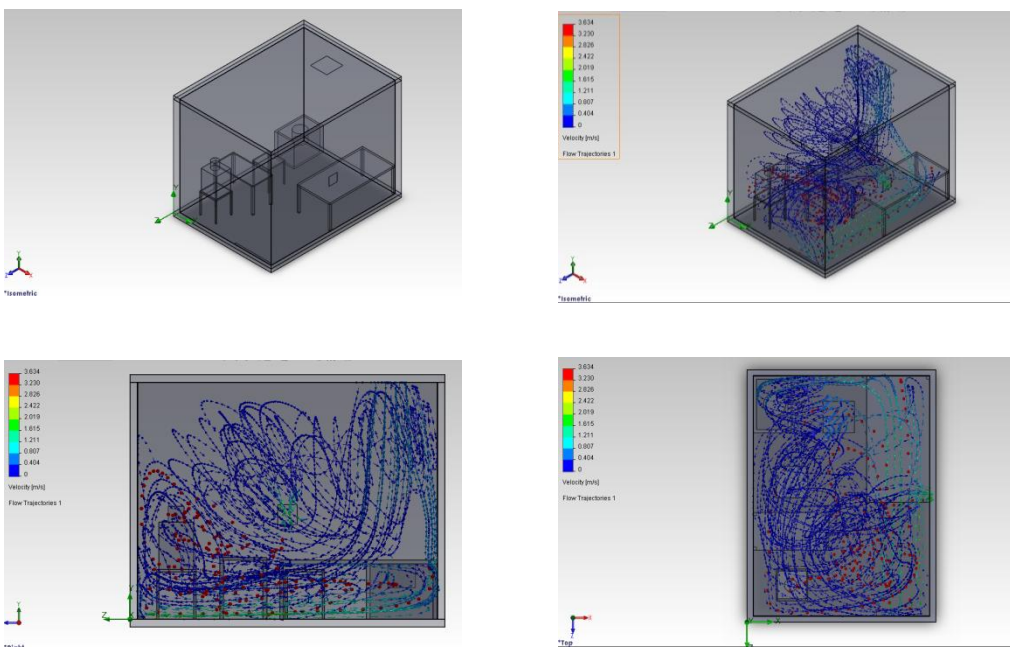 Y
Z
Y
Z
X
*Isometric
3.634
3.230
2.826
2.422
2.019
1.615
1.211
0.807
0.404
0
Velocity [m/s]
Flow Trajectories 1
Y
Z
Y
Z
X
*Isometric
3.634
3.230
2.826
2.422
2.019
1.615
1.211
0.807
0.404
0
Velocity [m/s]
Flow Trajectories 1
Y
Z
X
Y
3.634
3.230
2.826
2.422
2.019
1.615
1.211
0.807
0.404
0
Velocity [m/s]
Flow Trajectories 1
X
X
Z
*Top